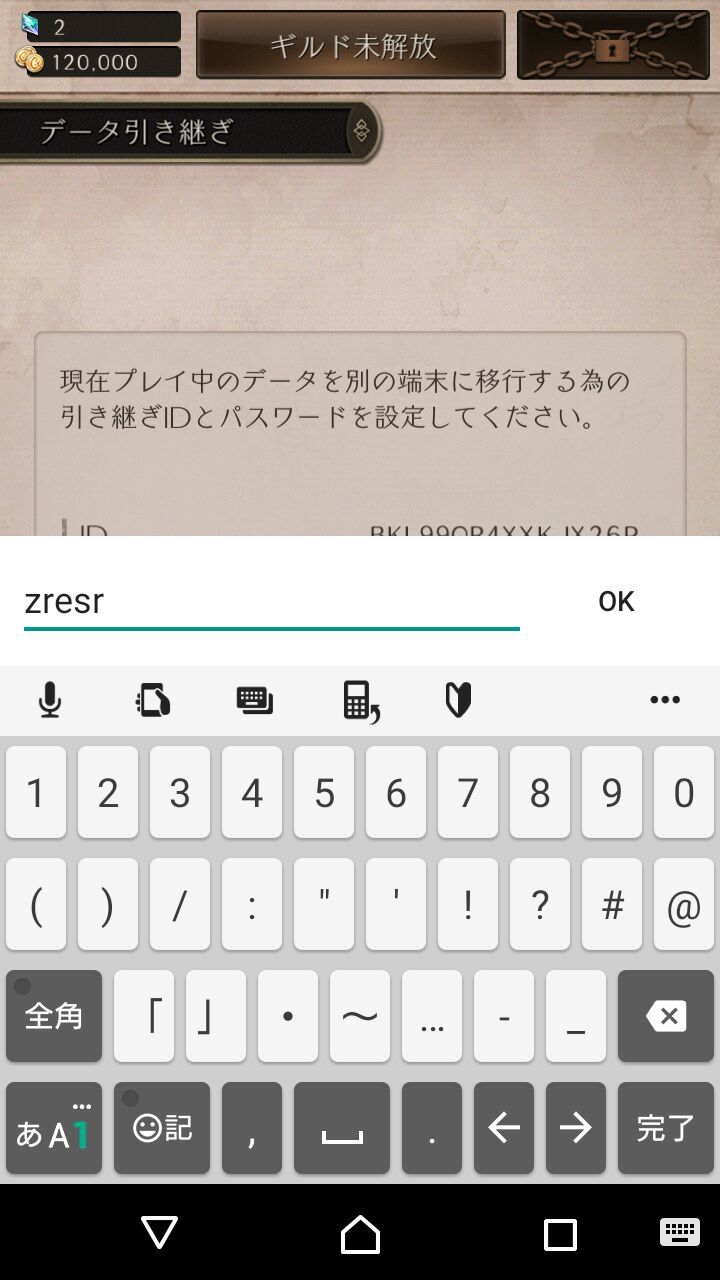 2
120,000
ギルド未解放
データ引き継ぎ
現在プレイ中のデータを別の端末に移行する為の
引き継ぎIDとパスワードを設定してください。
ID
zresr
OK
1 2 3 4 5 6 7 8 9 0
( ) / : " ' ! ? # @
全角 「 」 ・ 〜 … - _
あA1 記 , . ← → 完了